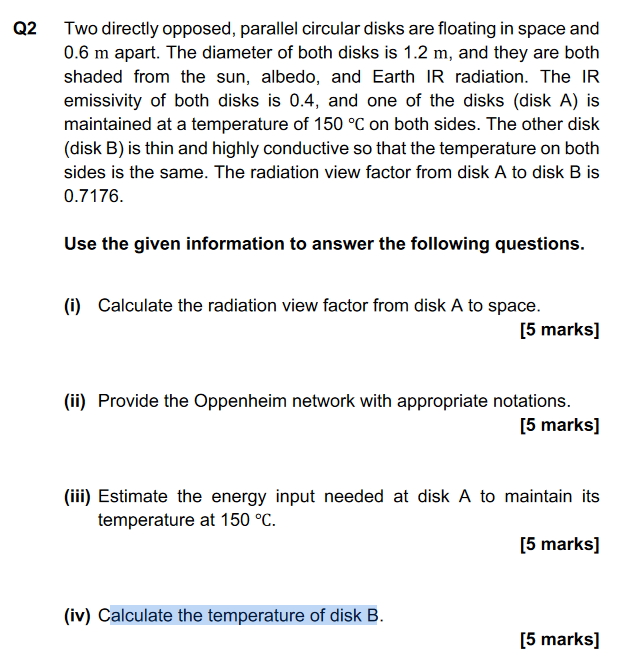 Q2 Two directly opposed, parallel circular disks are floating in space and
0.6 m apart. The diameter of both disks is 1.2 m, and they are both
shaded from the sun, albedo, and Earth IR radiation. The IR
emissivity of both disks is 0.4, and one of the disks (disk A) is
maintained at a temperature of 150 °C on both sides. The other disk
(disk B) is thin and highly conductive so that the temperature on both
sides is the same. The radiation view factor from disk A to disk B is
0.7176.
Use the given information to answer the following questions.
(i) Calculate the radiation view factor from disk A to space.
[5 marks]
(ii) Provide the Oppenheim network with appropriate notations.
[5 marks]
(iii) Estimate the energy input needed at disk A to maintain its
temperature at 150 °C.
[5 marks]
(iv) Calculate the temperature of disk B.
[5 marks]